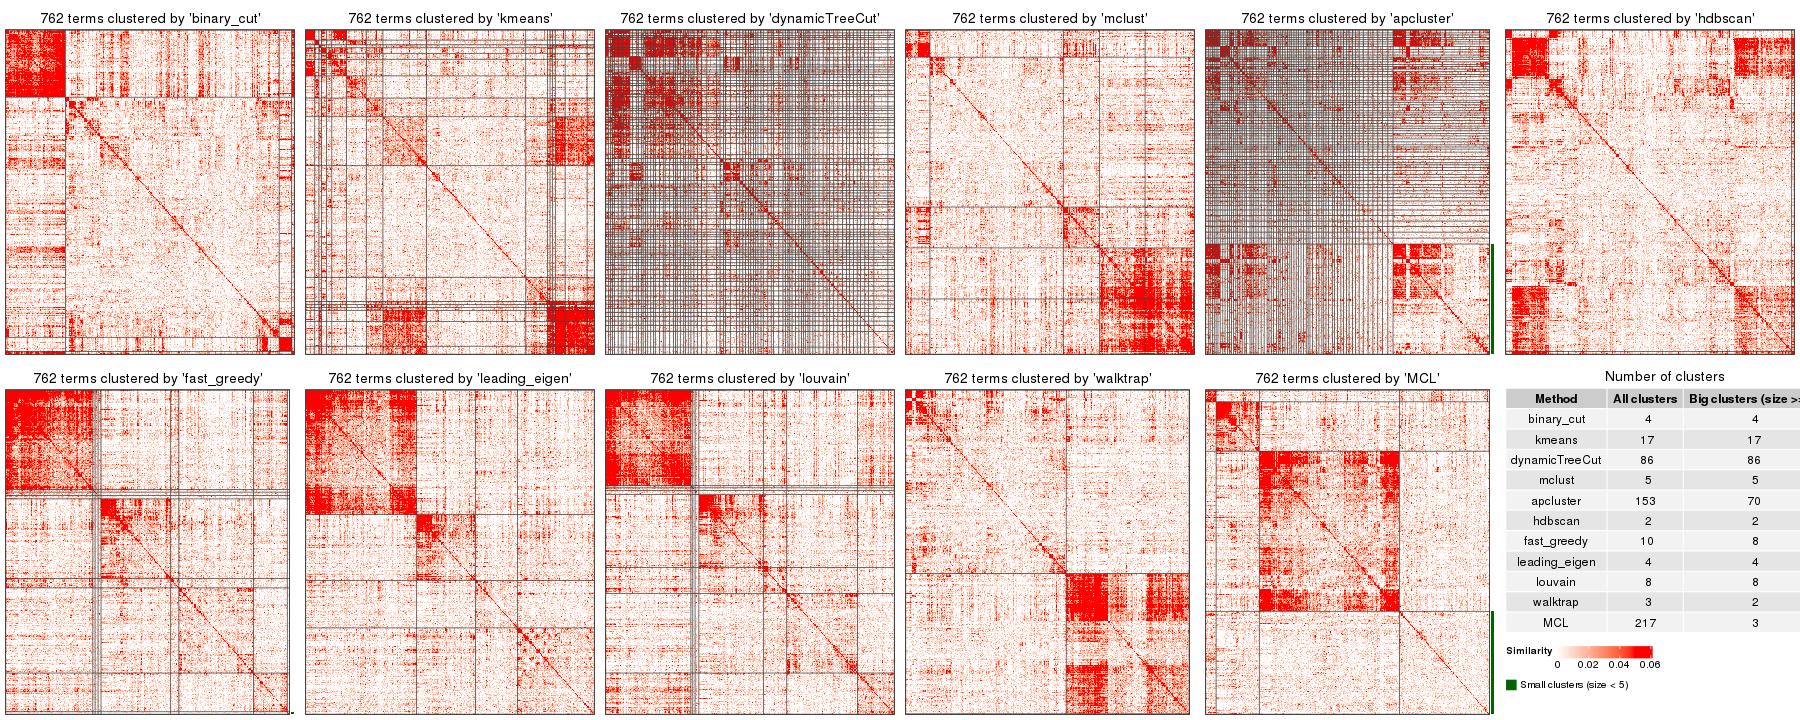 762 terms clustered by 'binary_cut'
762 terms clustered by 'kmeans'
762 terms clustered by 'dynamicTreeCut'
762 terms clustered by 'mclust'
762 terms clustered by 'apcluster'
762 terms clustered by 'hdbscan'
762 terms clustered by 'fast_greedy'
762 terms clustered by 'leading_eigen'
762 terms clustered by 'louvain'
762 terms clustered by 'walktrap'
762 terms clustered by 'MCL'
Number of clusters
Method All clusters Big clusters (size >=
binary_cut 4 4
kmeans 17 17
dynamicTreeCut 86 86
mclust 5 5
apcluster 153 70
hdbscan 2 2
fast_greedy 10 8
leading_eigen 4 4
louvain 8 8
walktrap 3 2
MCL 217 3
Similarity
0 0.02 0.04 0.06
Small clusters (size < 5)